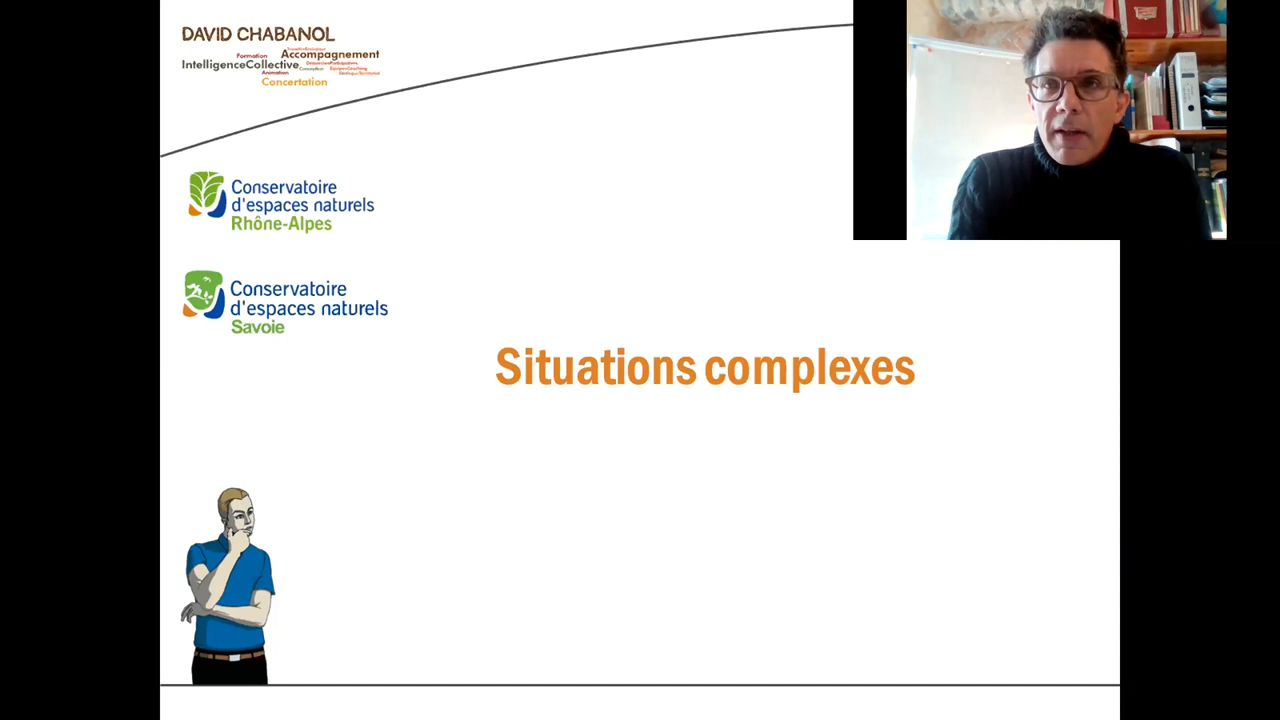 DAVID CHABANOL
Formation
Accompagnement
IntelligenceCollective
Animation
Concertation
Conservatoire
d'espaces naturels
Rhône-Alpes
Conservatoire
d'espaces naturels
Savoie
Situations complexes